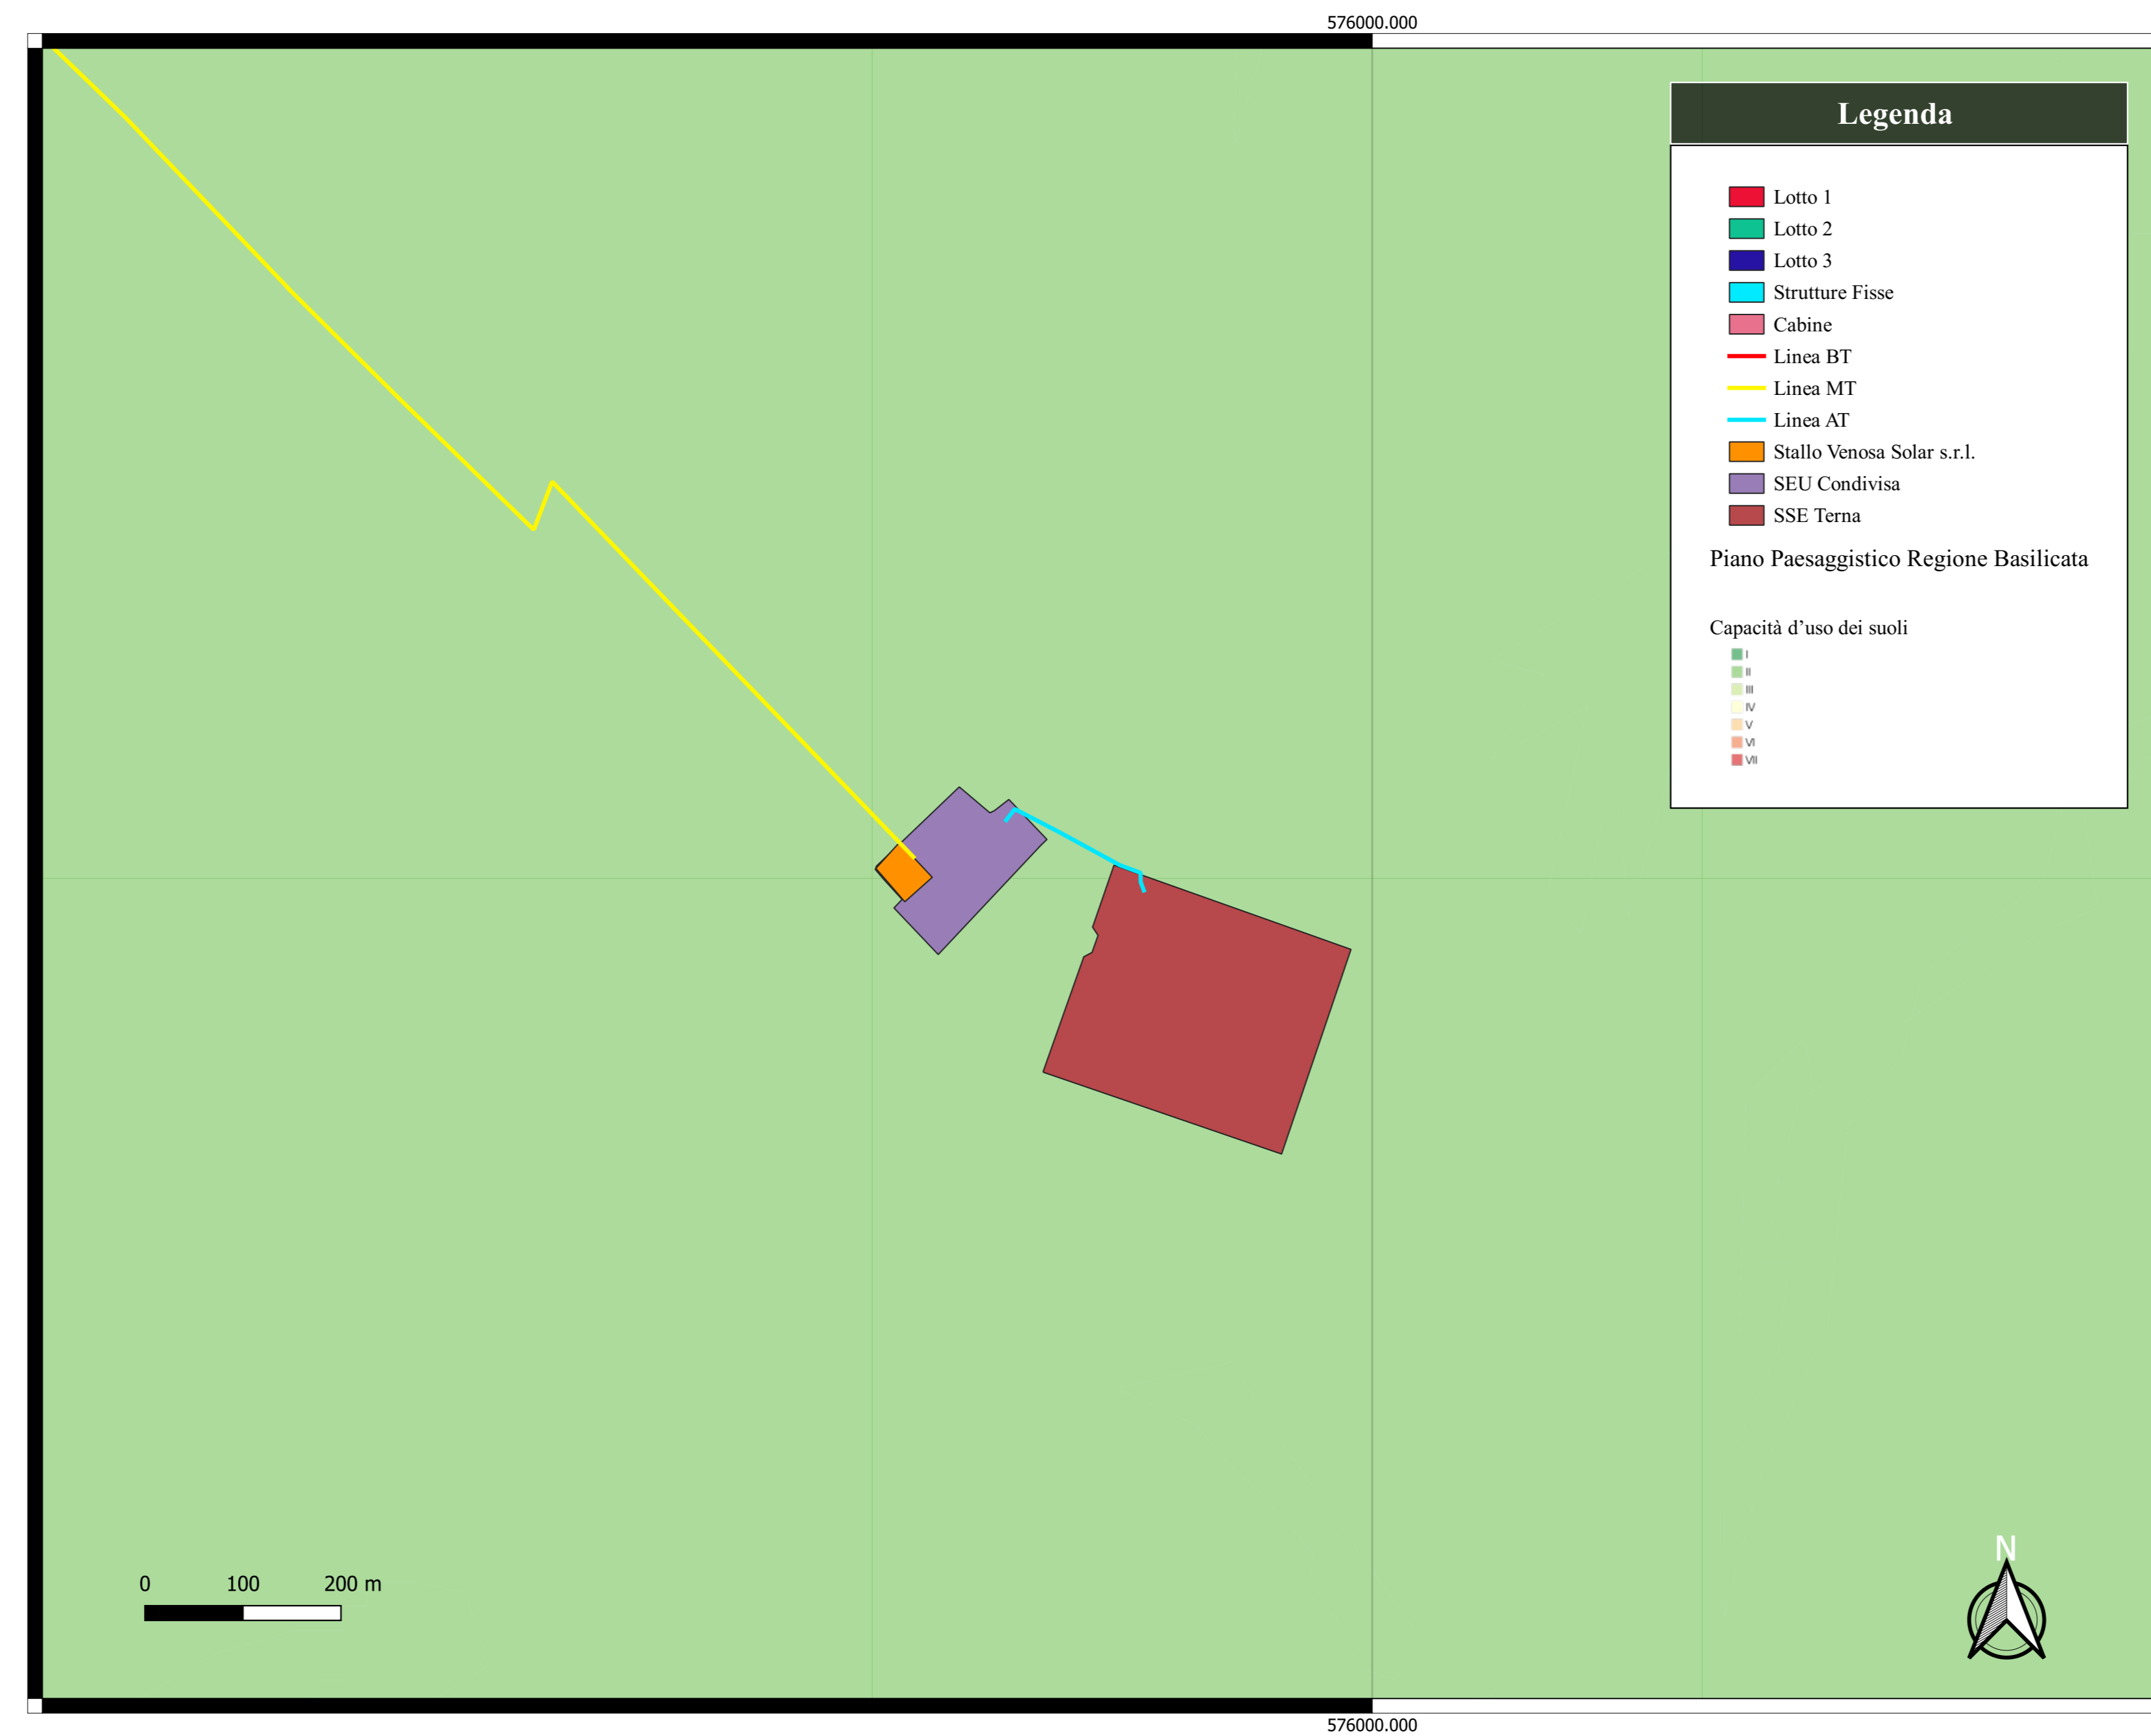 576000.000
Legenda
Lotto 1
Lotto 2
Lotto 3
Strutture Fisse
Cabine
Linea BT
Linea MT
Linea AT
Stallo Venosa Solar s.r.l.
SEU Condivisa
SSE Terna
Piano Paesaggistico Regione Basilicata
Capacità d’uso dei suoli
I
II
III
IV
V
VI
VII
N
0 100 200 m
576000.000